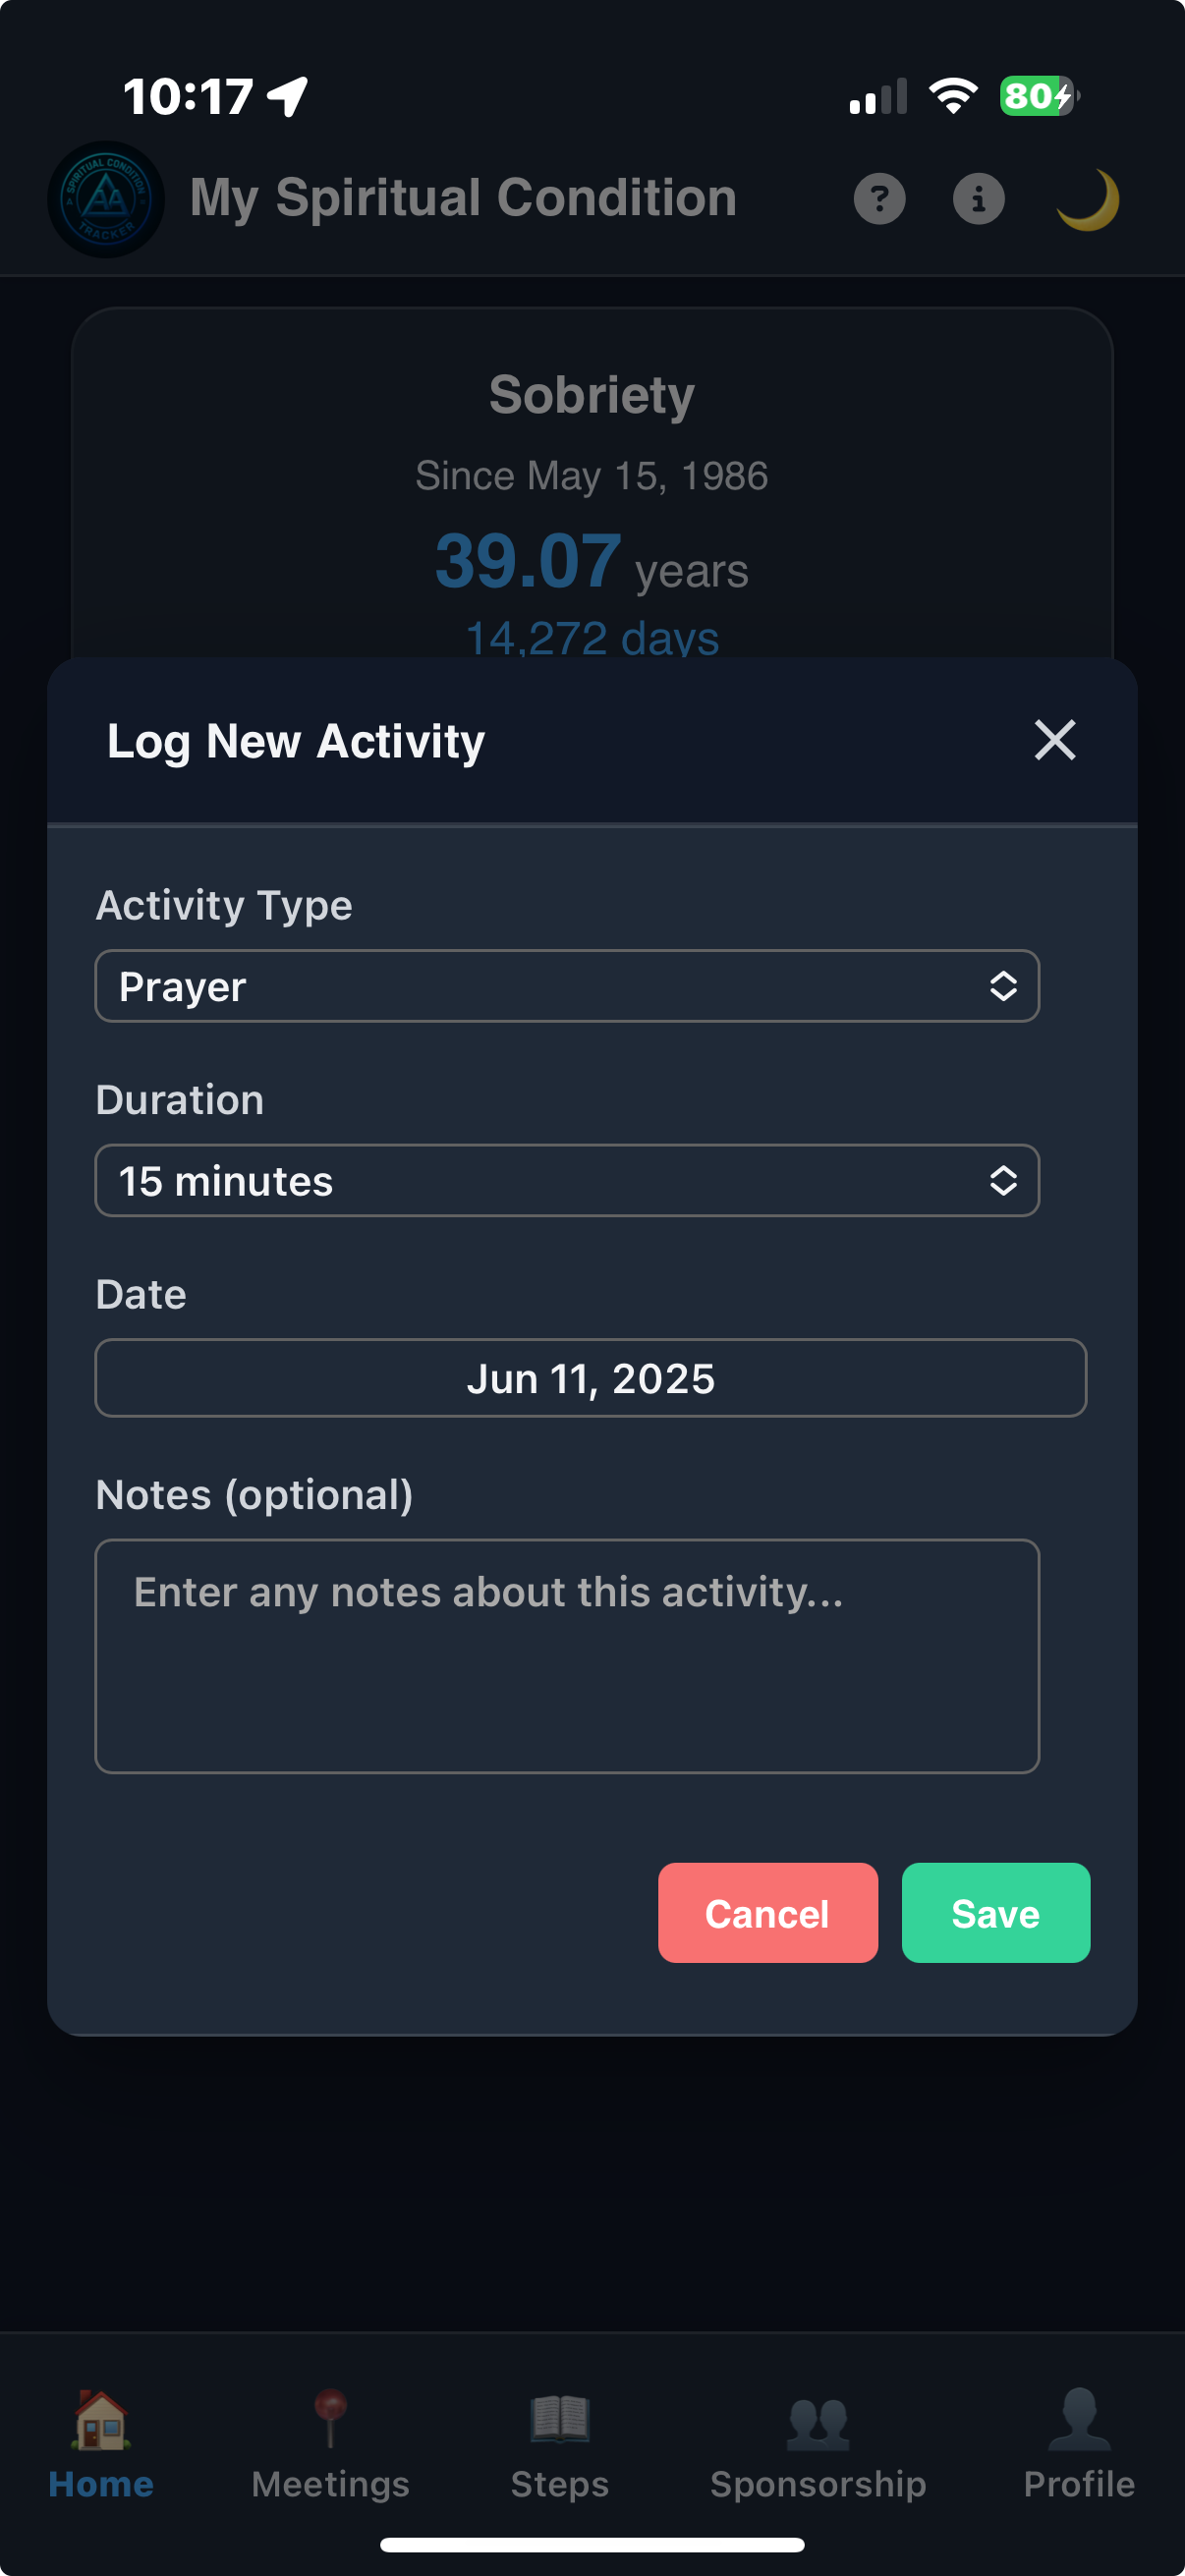 10:17
80
SPIRITUAL CONDITION
AA
TRACKER
My Spiritual Condition
?
i
Sobriety
Since May 15, 1986
39.07 years
14,272 days
Log New Activity
Activity Type
Prayer
Duration
15 minutes
Date
Jun 11, 2025
Notes (optional)
Enter any notes about this activity...
Cancel
Save
Home
Meetings
Steps
Sponsorship
Profile